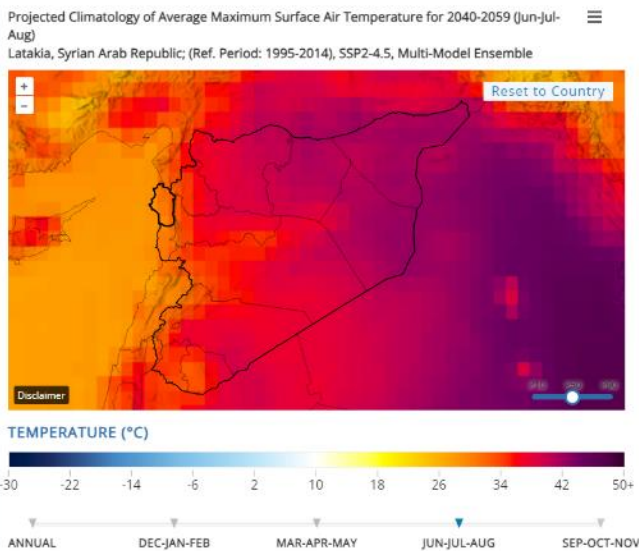 Projected Climatology of Average Maximum Surface Air Temperature for 2040-2059 (Jun-Jul-
Aug)
Latakia, Syrian Arab Republic; (Ref. Period: 1995-2014), SSP2-4.5, Multi-Model Ensemble
+
Reset to Country
−
Disclaimer
TEMPERATURE (°C)
-30 -22 -14 -6 2 10 18 26 34 42 50+
ANNUAL DEC-JAN-FEB MAR-APR-MAY JUN-JUL-AUG SEP-OCT-NOV